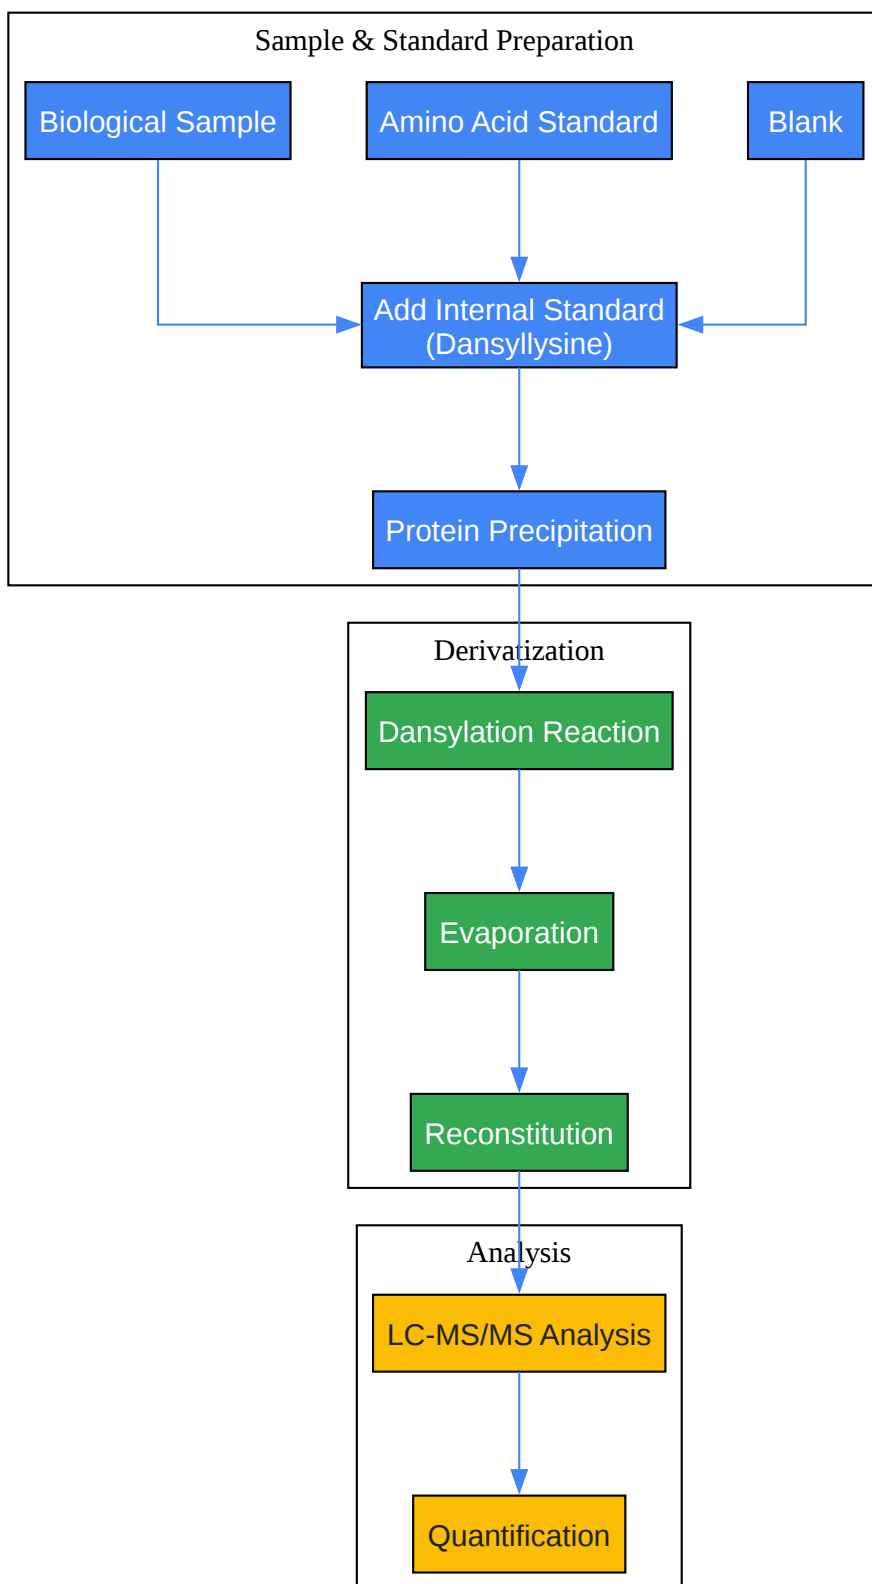 Sample & Standard Preparation
Biological Sample
Amino Acid Standard
Blank
Add Internal Standard
(Dansyllysine)
Protein Precipitation
Derivatization
Dansylation Reaction
Evaporation
Reconstitution
Analysis
LC-MS/MS Analysis
Quantification